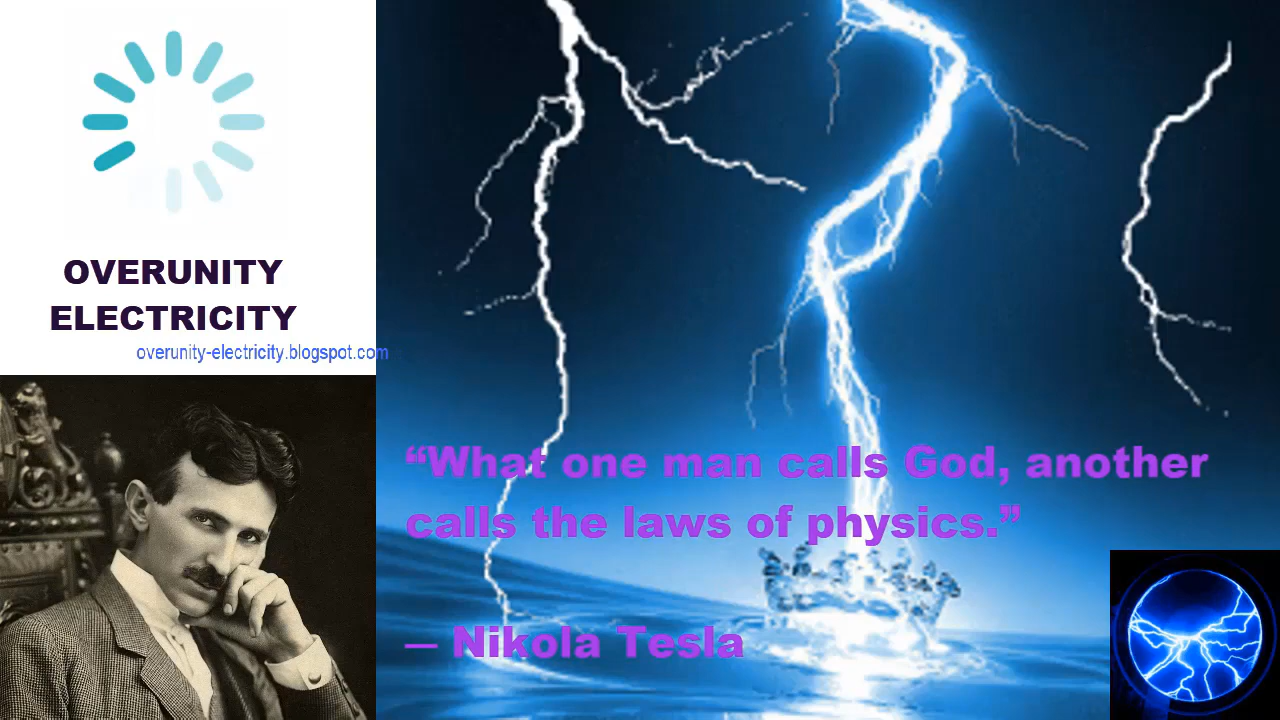 OVERUNITY
ELECTRICITY
overunity-electricity.blogspot.com
“What one man calls God, another
calls the laws of physics.”
— Nikola Tesla